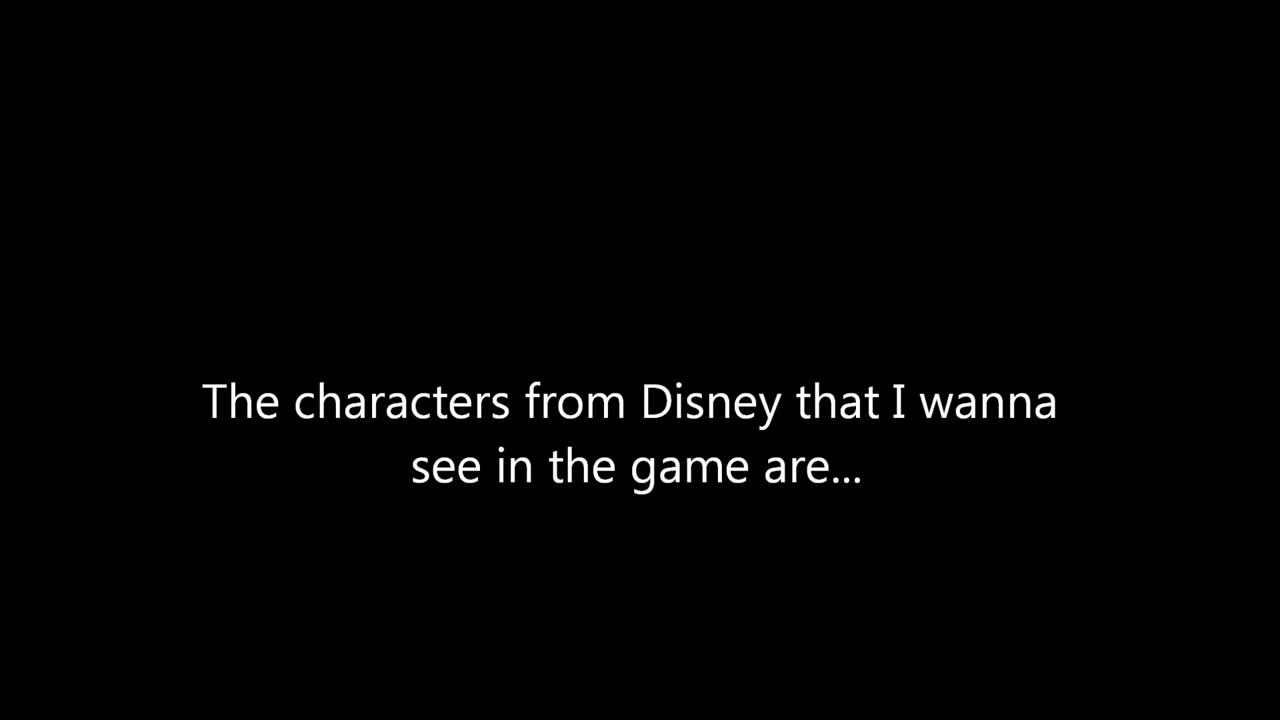 The characters from Disney that I wanna
see in the game are...